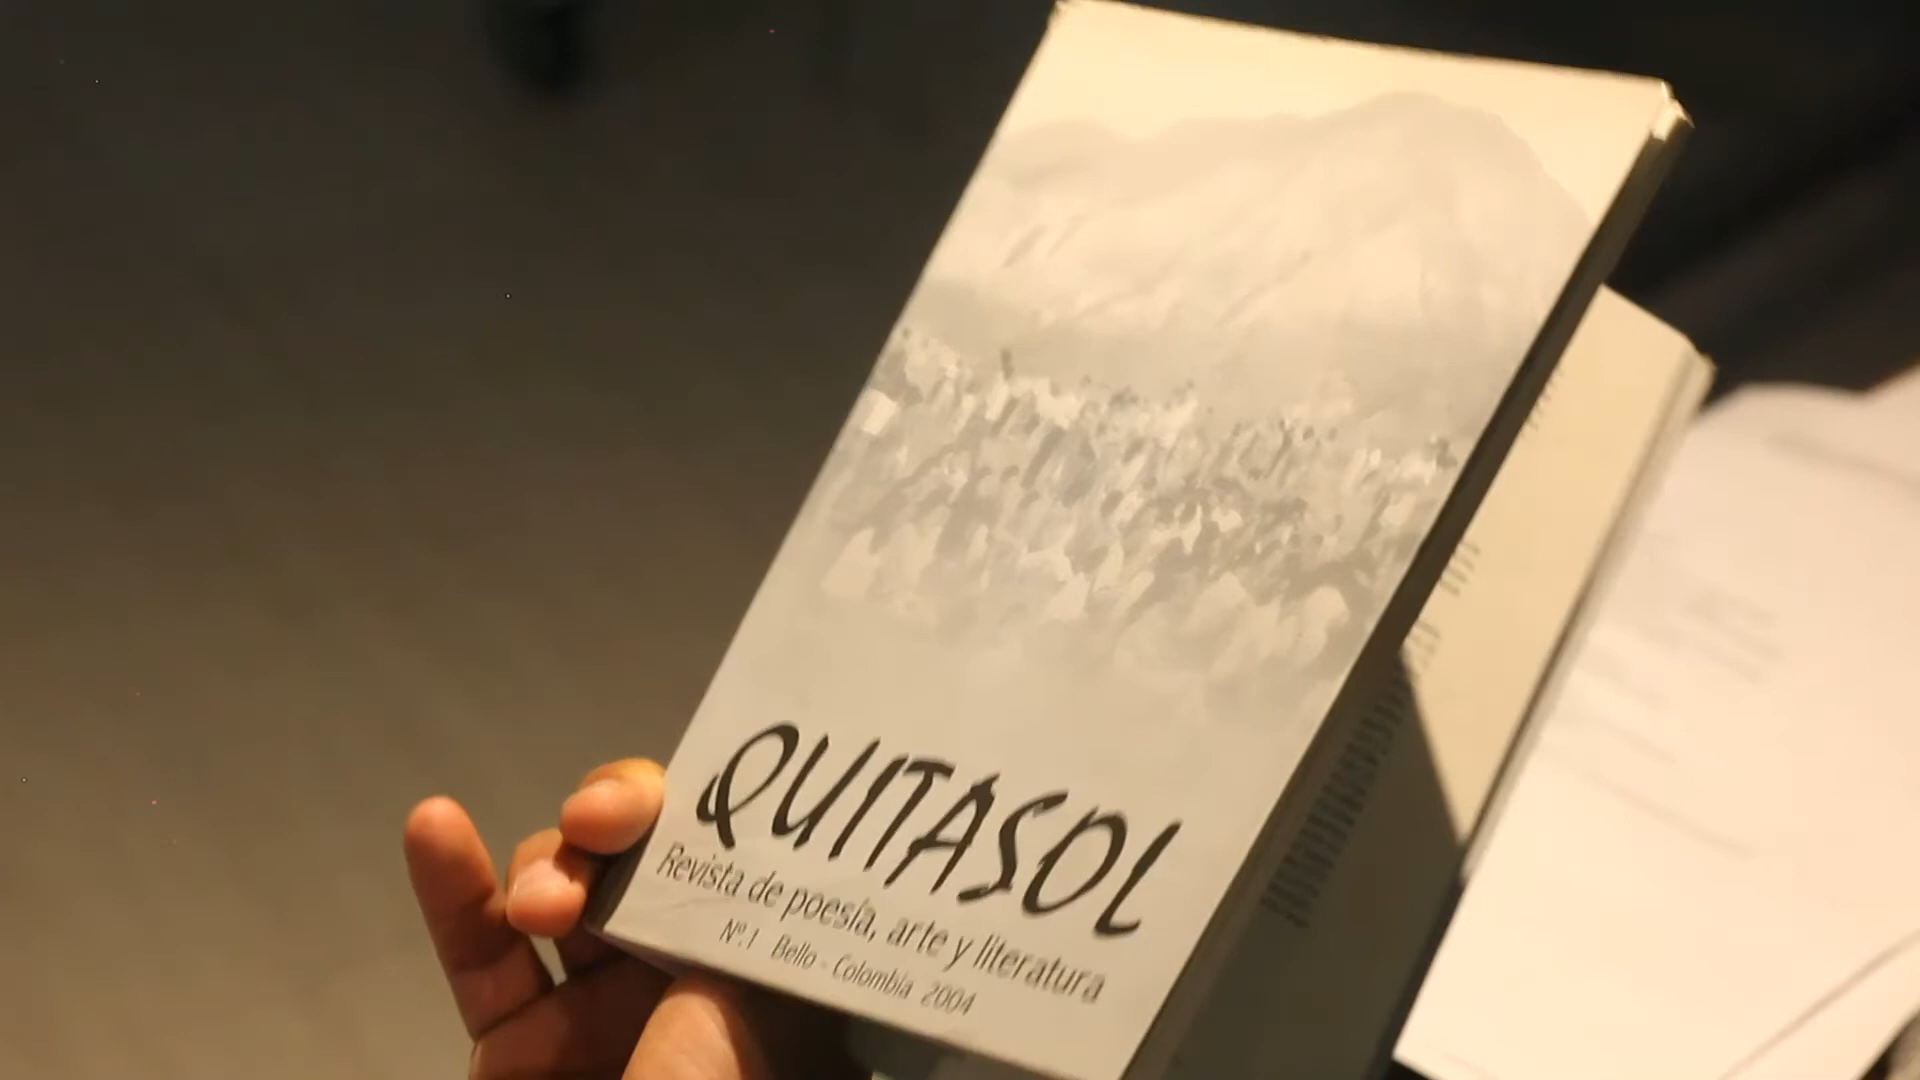 QUITASOL
Revista de poesía, arte y literatura
Nº.1 Bello - Colombia 2004